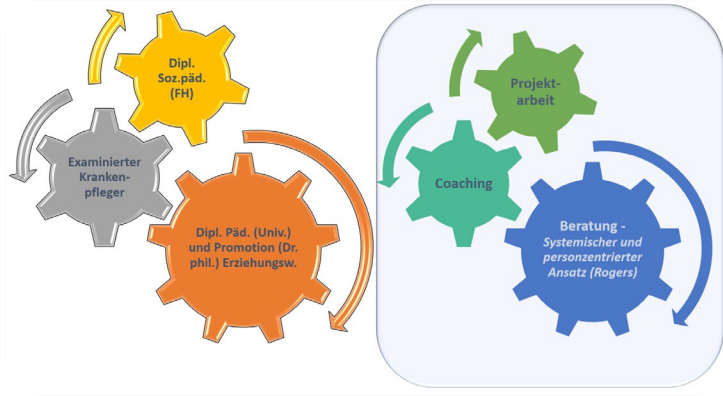 Dipl.
Soz.päd.
(FH)
Examinierter
Kranken-
pfleger
Dipl. Päd. (Univ.)
und Promotion (Dr.
phil.) Erziehungsw.
Projekt-
arbeit
Coaching
Beratung -
Systemischer und
personzentrierter
Ansatz (Rogers)